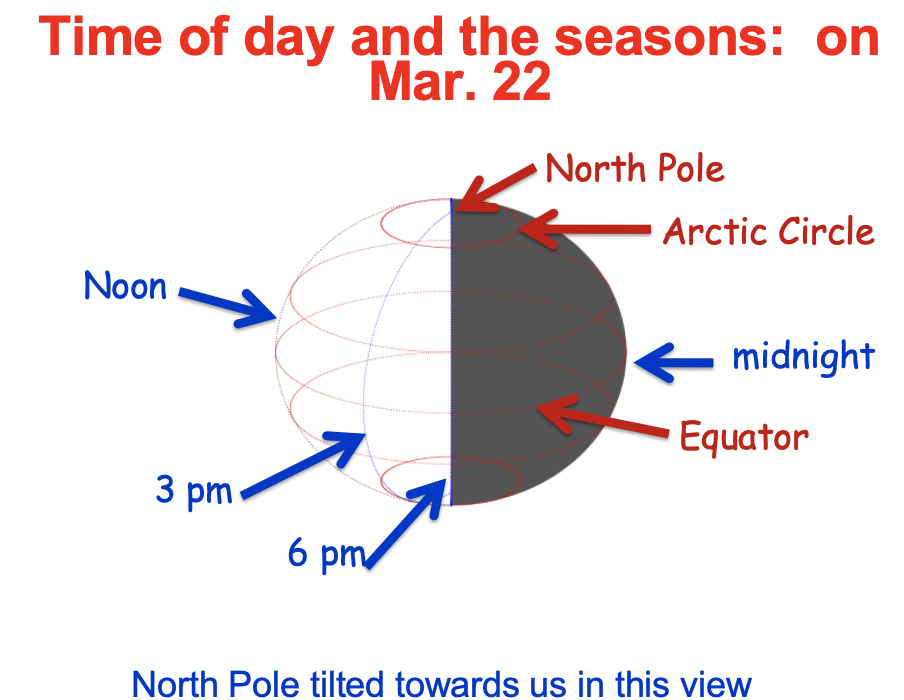 Time of day and the seasons:  on
Mar. 22
North Pole
Arctic Circle
Noon
midnight
Equator
3 pm
6 pm
North Pole tilted towards us in this view